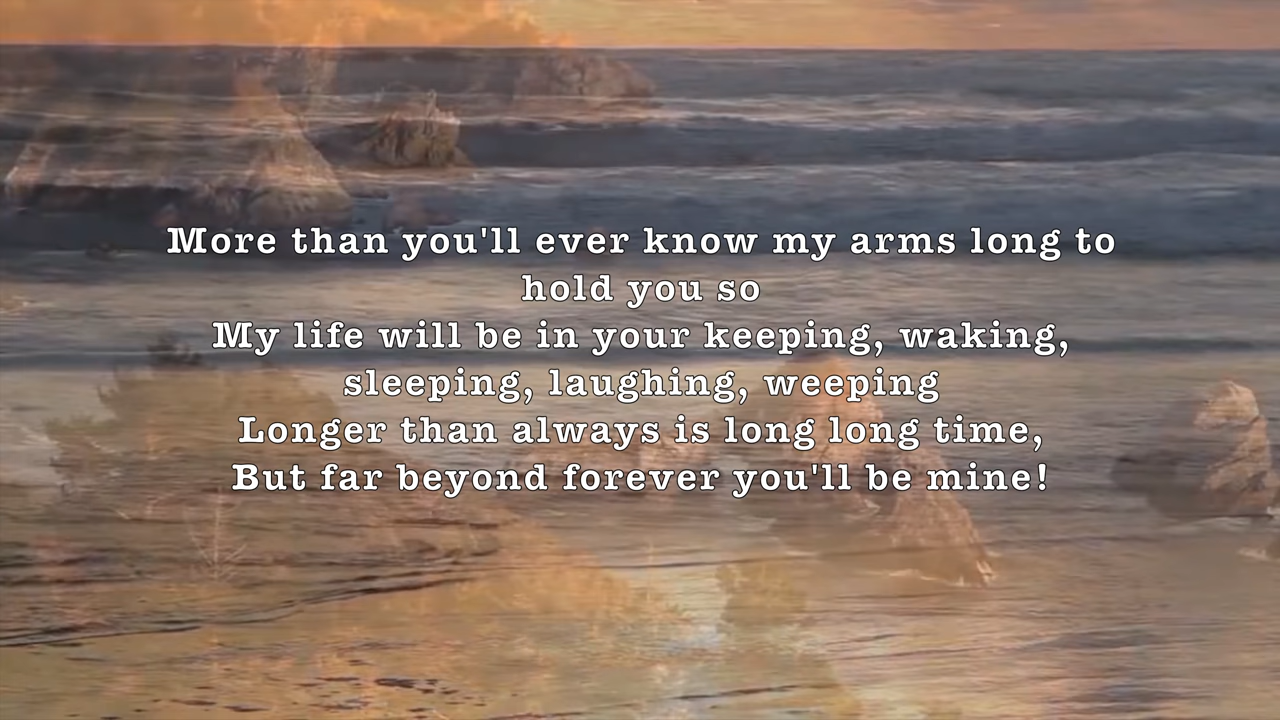 More than you'll ever know my arms long to
hold you so
My life will be in your keeping, waking,
sleeping, laughing, weeping
Longer than always is long long time,
But far beyond forever you'll be mine!